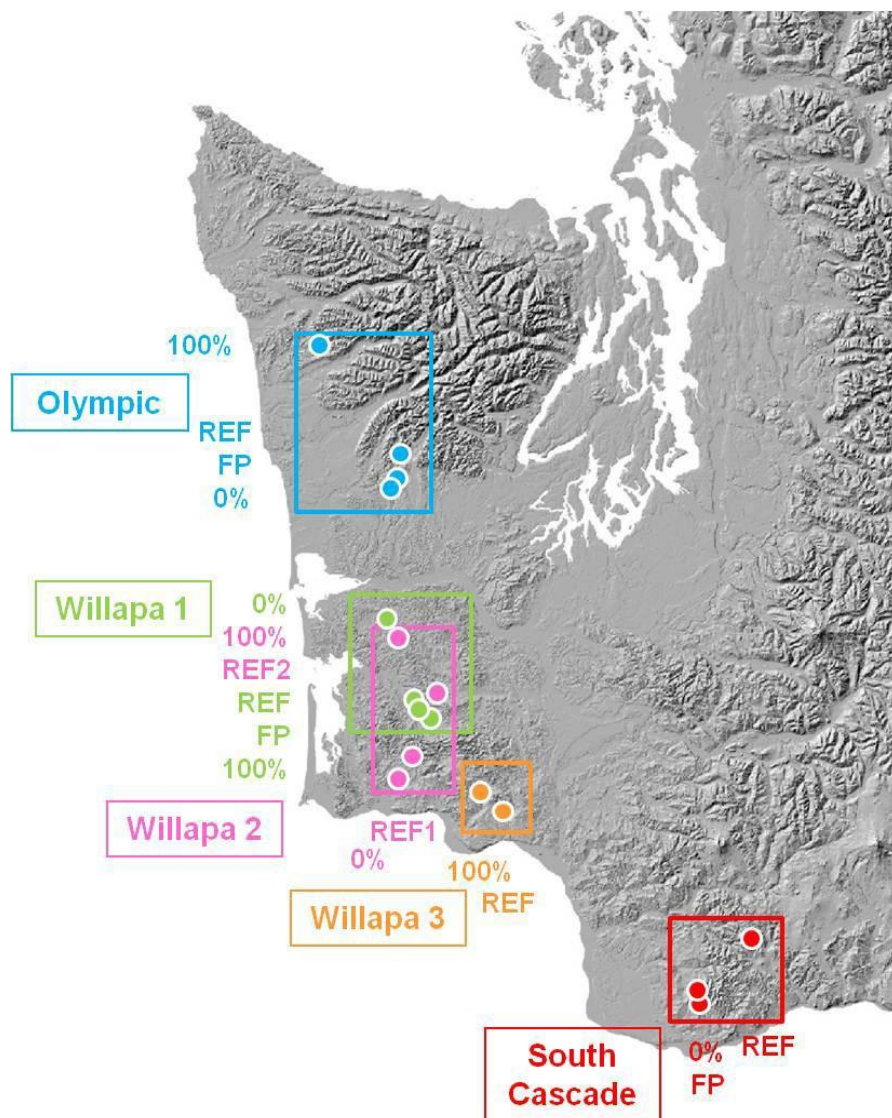 100%
Olympic
REF
FP
0%
Willapa 1
0%
100%
REF2
REF
FP
100%
Willapa 2
REF1
0%
100%
Willapa 3
REF
South
Cascade
0%
REF
FP